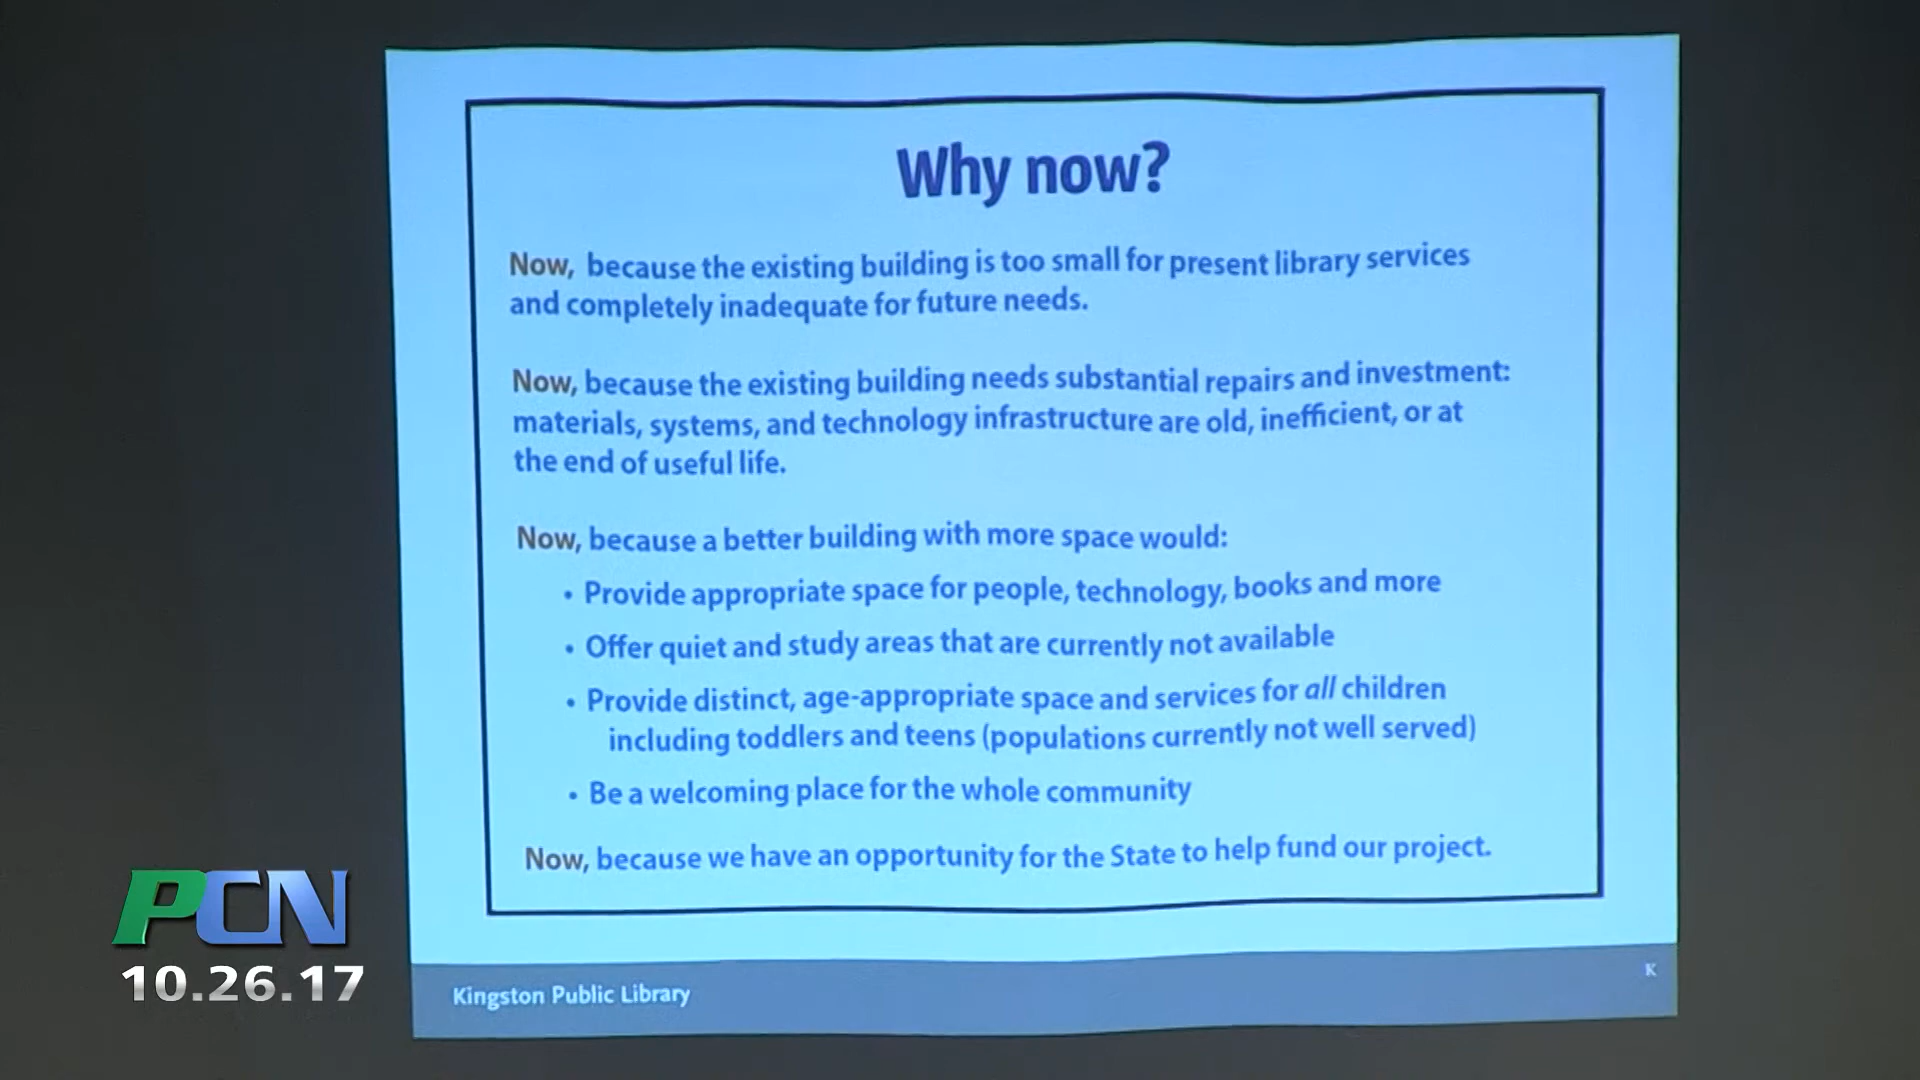 Why now?
Now, because the existing building is too small for present library services
and completely inadequate for future needs.
Now, because the existing building needs substantial repairs and investment:
materials, systems, and technology infrastructure are old, inefficient, or at
the end of useful life.
Now, because a better building with more space would:
• Provide appropriate space for people, technology, books and more
• Offer quiet and study areas that are currently not available
• Provide distinct, age-appropriate space and services for all children
including toddlers and teens (populations currently not well served)
• Be a welcoming place for the whole community
Now, because we have an opportunity for the State to help fund our project.
Kingston Public Library
K
PCN
10.26.17